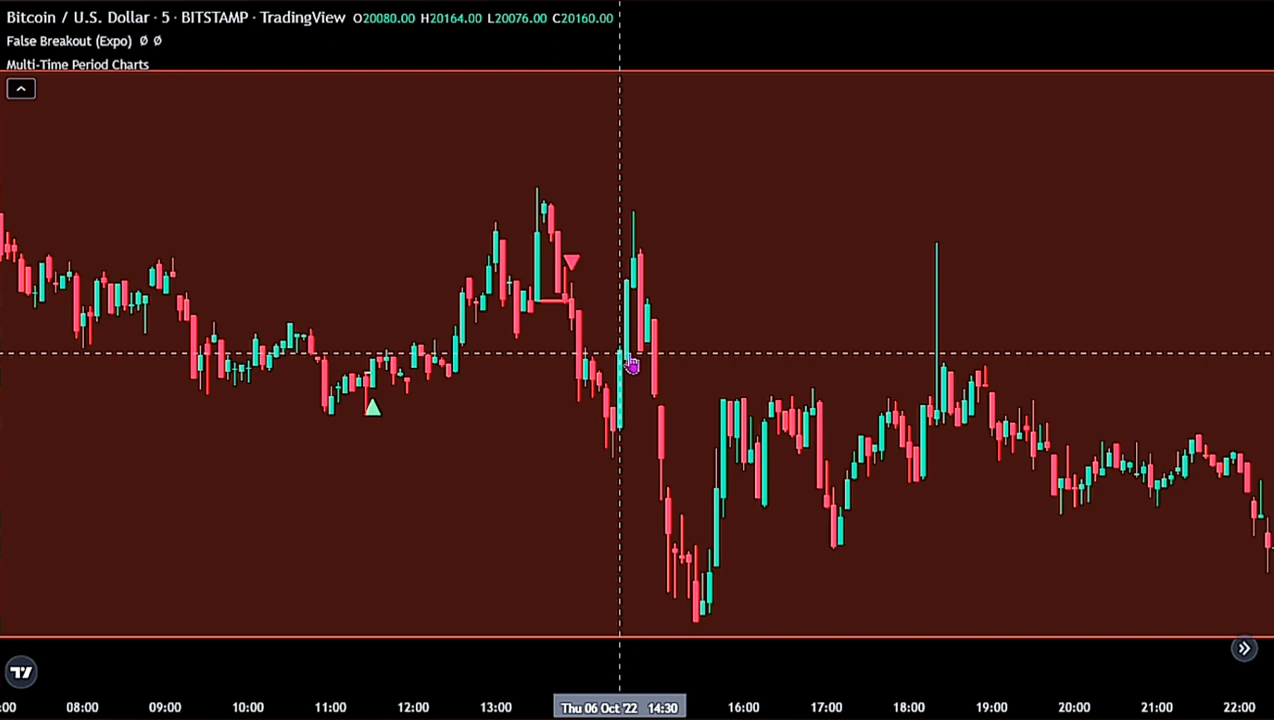 Bitcoin / U.S. Dollar · 5 · BITSTAMP · TradingView O20080.00 H20164.00 L20076.00 C20160.00
False Breakout (Expo) Ø Ø
Multi-Time Period Charts
:00 08:00 09:00 10:00 11:00 12:00 13:00 Thu 06 Oct '22 14:30 16:00 17:00 18:00 19:00 20:00 21:00 22:00